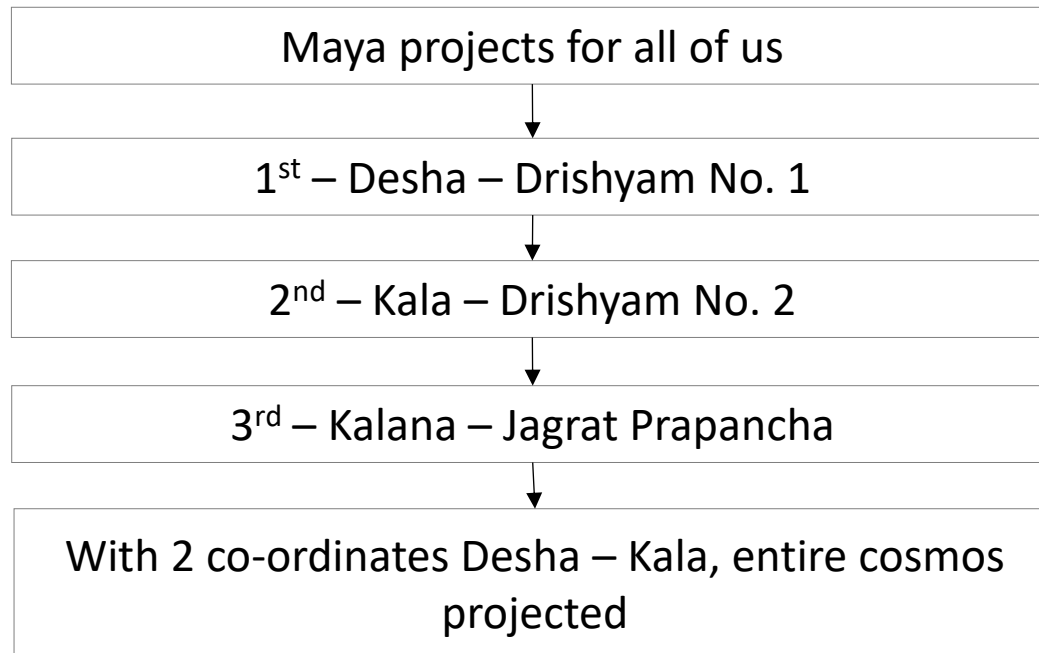 Maya projects for all of us
1st – Desha – Drishyam No. 1
2nd – Kala – Drishyam No. 2
3rd – Kalana – Jagrat Prapancha
With 2 co-ordinates Desha – Kala, entire cosmos
projected